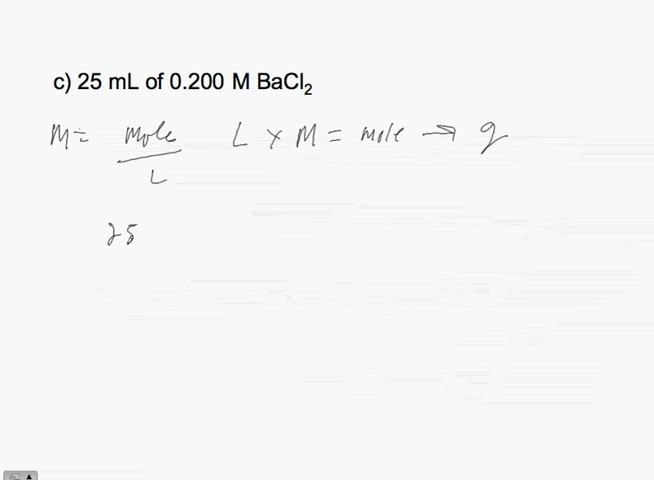 c) 25 mL of 0.200 M BaCl₂
M = mole / L L × M = mole → g
25